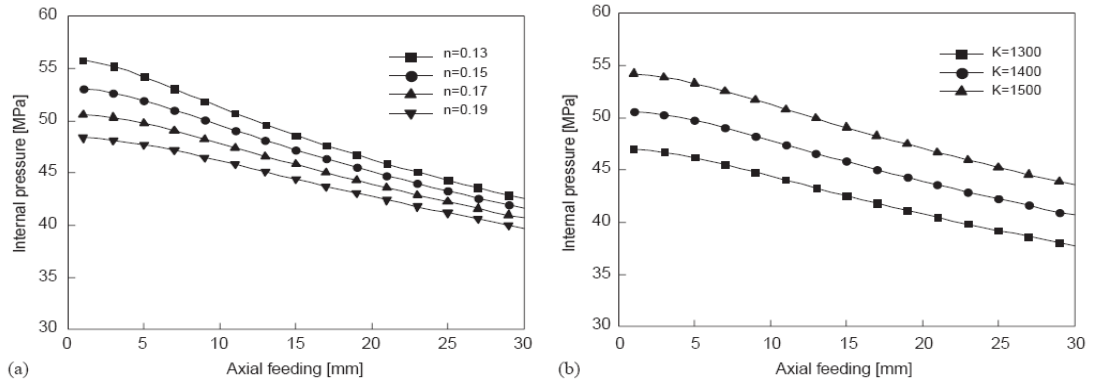 60
55
50
45
40
35
30
0 5 10 15 20 25 30
Internal pressure [MPa]
Axial feeding [mm]
n=0.13
n=0.15
n=0.17
n=0.19
(a)
60
55
50
45
40
35
30
0 5 10 15 20 25 30
Internal pressure [MPa]
Axial feeding [mm]
K=1300
K=1400
K=1500
(b)